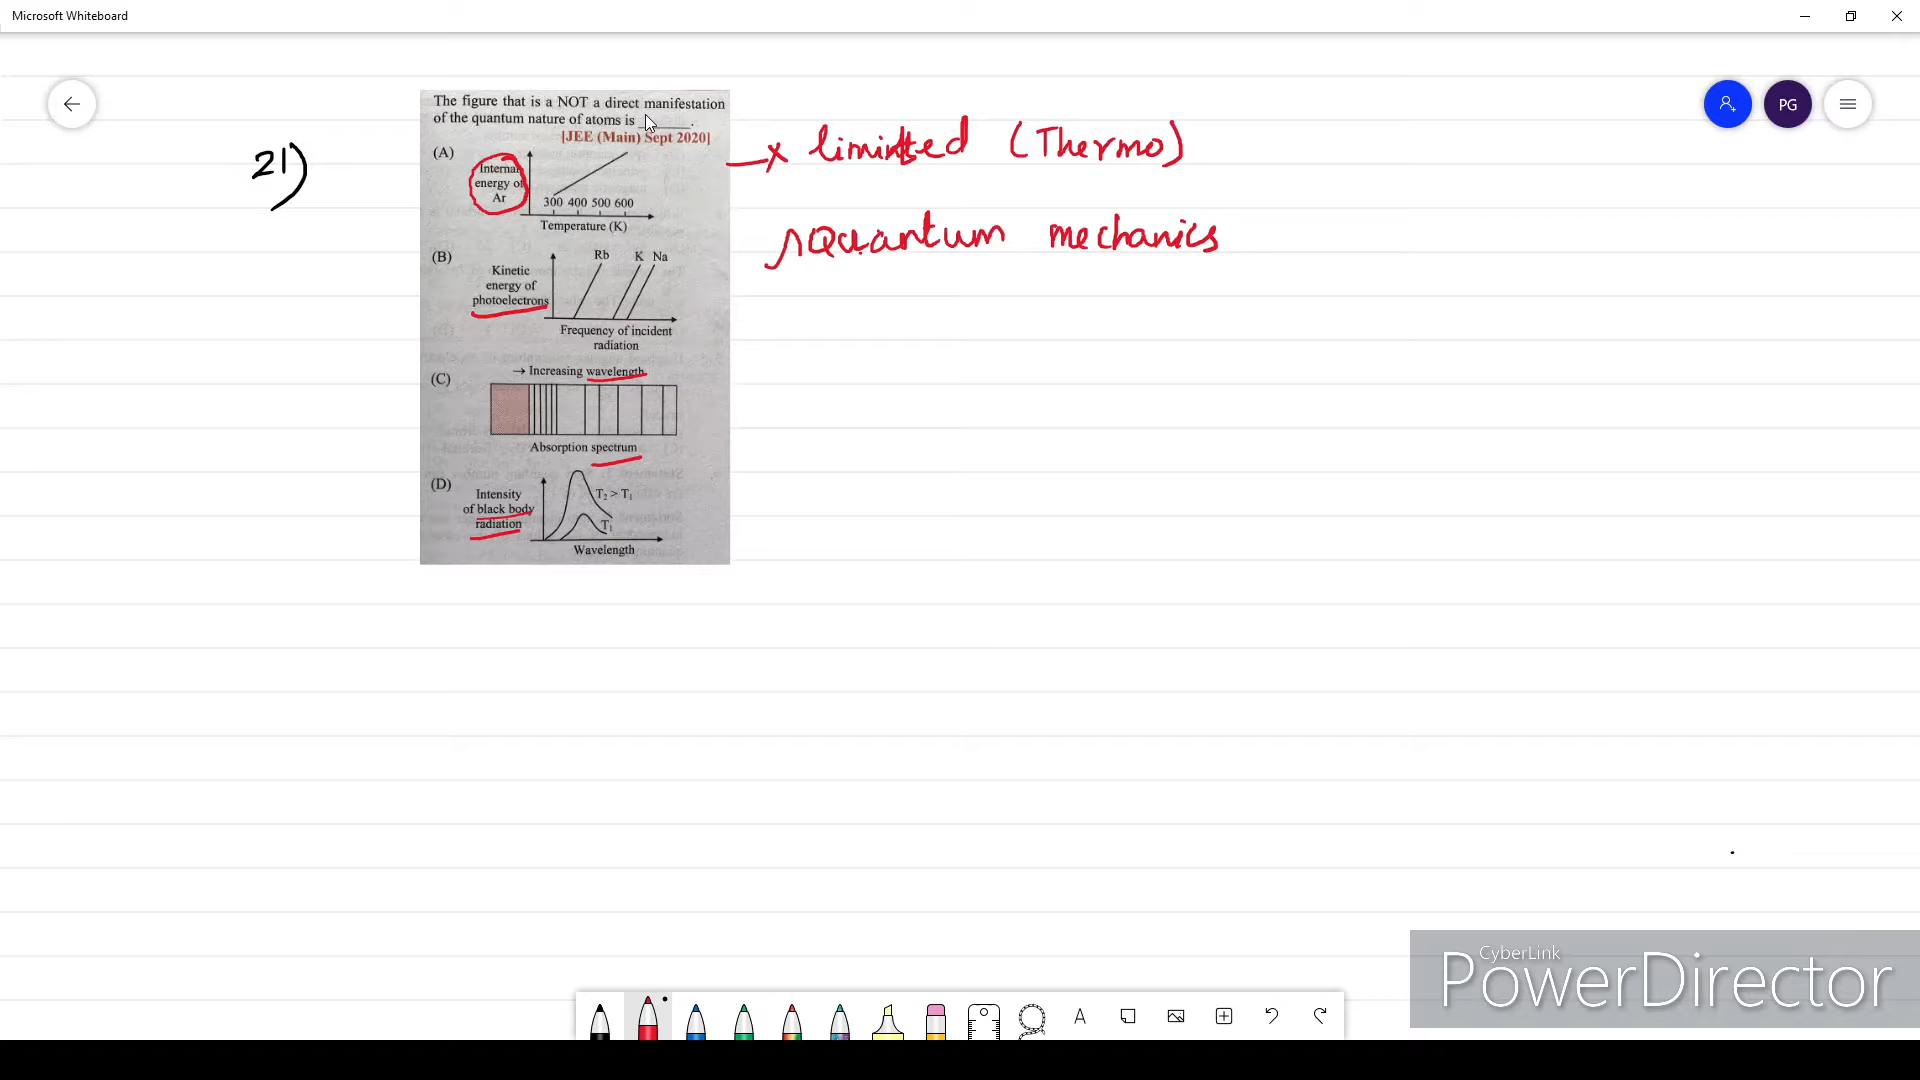 Microsoft Whiteboard
PG
21)
The figure that is a NOT a direct manifestation
of the quantum nature of atoms is ______.
[JEE (Main) Sept 2020]
(A)
Internal
energy of
Ar
300 400 500 600
Temperature (K)
(B)
Kinetic
energy of
photoelectrons
Rb K Na
Frequency of incident
radiation
(C)
→ Increasing wavelength
Absorption spectrum
(D)
Intensity
of black body
radiation
T₂ > T₁
T₁
Wavelength
(Thermo)
Quantum mechanics
CyberLink
PowerDirector
A